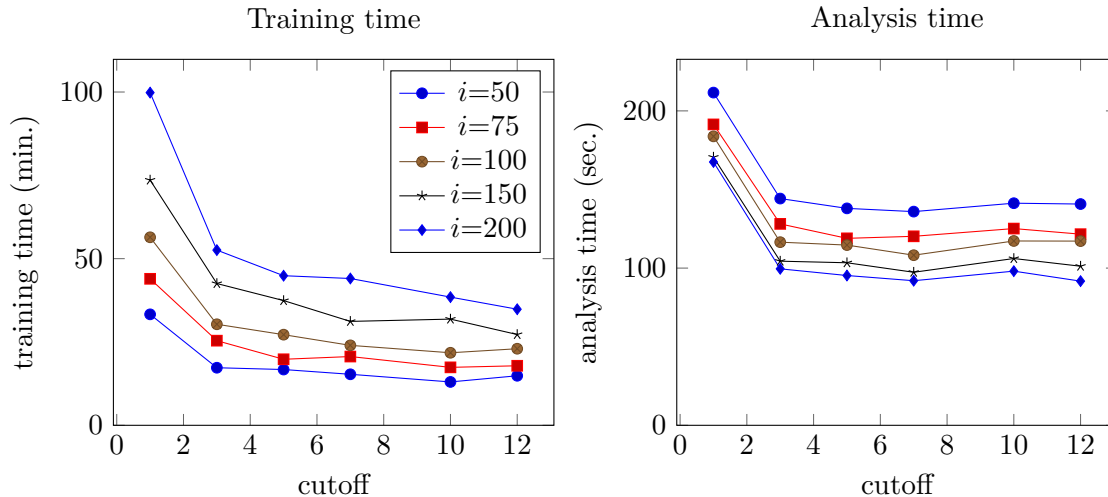 Training time
training time (min.)
100
50
0
0 2 4 6 8 10 12
cutoff
i=50
i=75
i=100
i=150
i=200
Analysis time
analysis time (sec.)
200
100
0
0 2 4 6 8 10 12
cutoff